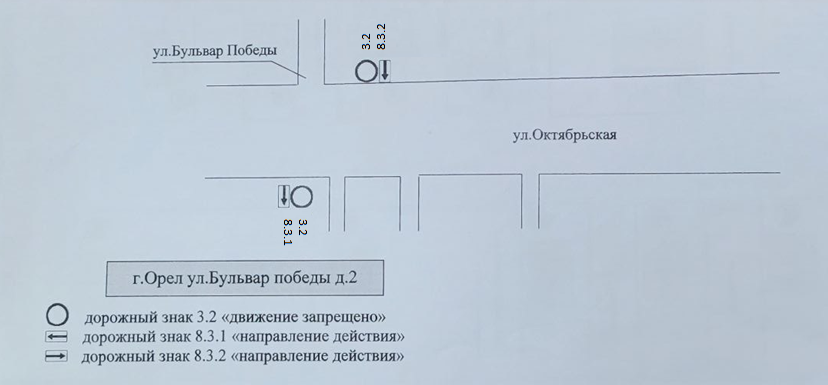 ул.Бульвар Победы
3.2
8.3.2
ул.Октябрьская
8.3.1
3.2
г.Орел ул.Бульвар победы д.2
дорожный знак 3.2 «движение запрещено»
дорожный знак 8.3.1 «направление действия»
дорожный знак 8.3.2 «направление действия»